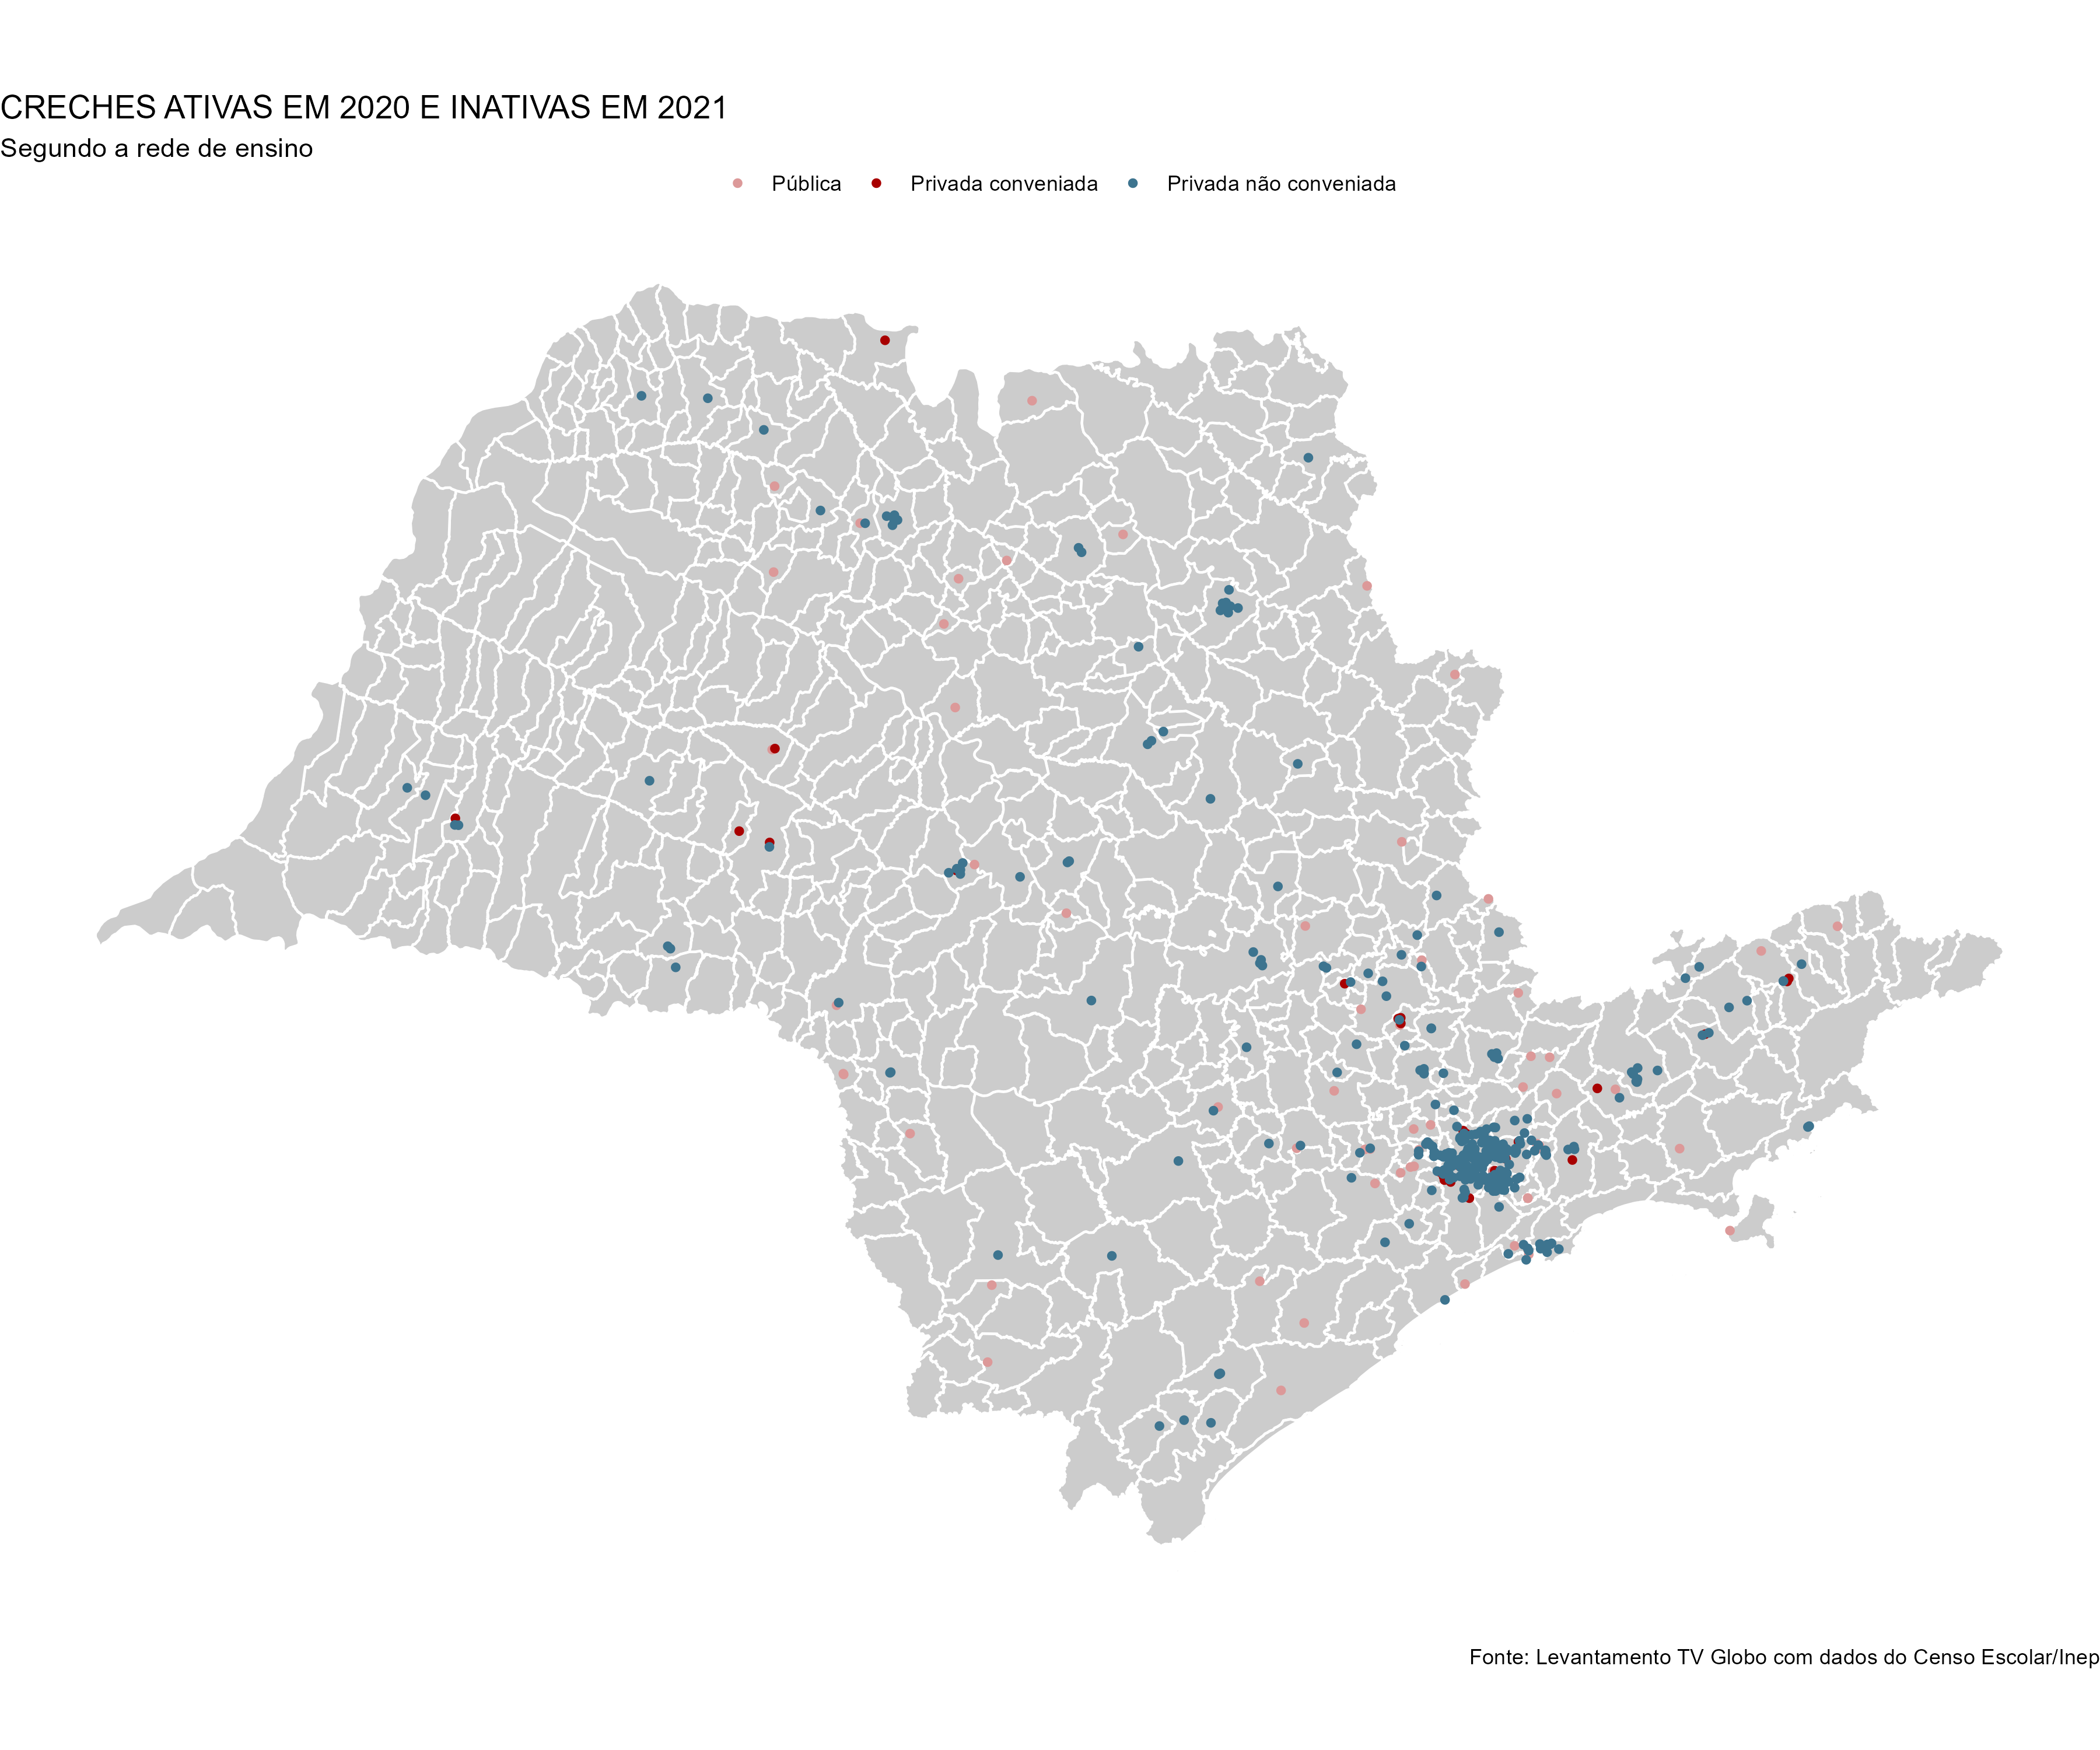 CRECHES ATIVAS EM 2020 E INATIVAS EM 2021
Segundo a rede de ensino
Pública Privada conveniada Privada não conveniada
Fonte: Levantamento TV Globo com dados do Censo Escolar/Inep